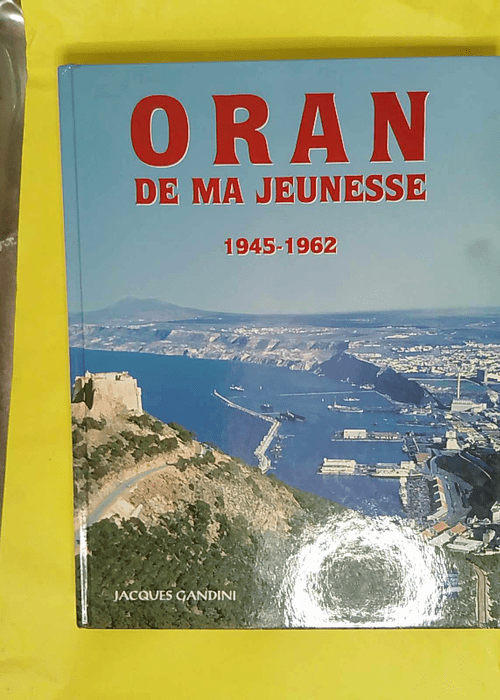 ORAN
DE MA JEUNESSE
1945-1962
JACQUES GANDINI